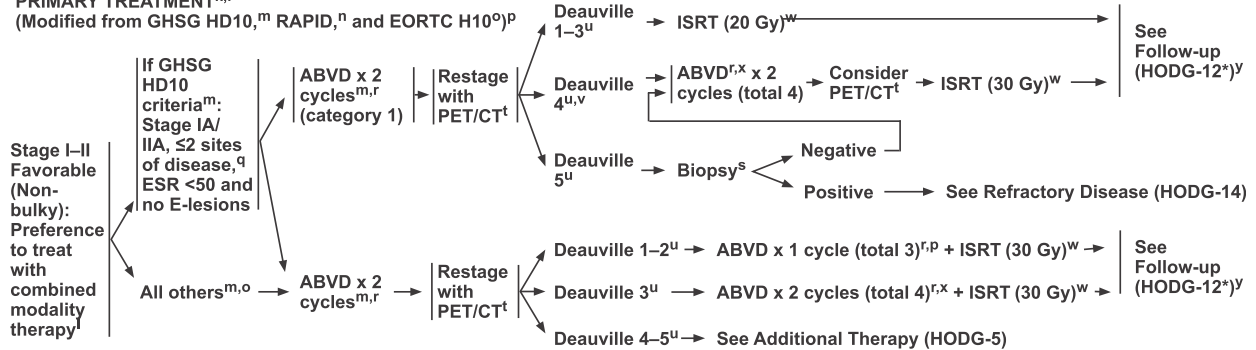 PRIMARY TREATMENT
(Modified from GHSG HD10,ᵐ RAPID,ⁿ and EORTC H10ᵒ)ᵖ
Stage I–II
Favorable
(Non-
bulky):
Preference
to treat
with
combined
modality
therapyˡ
If GHSG
HD10
criteriaᵐ:
Stage IA/
IIA, ≤2 sites
of disease,q
ESR <50 and
no E-lesions
ABVD x 2
cyclesᵐ,ʳ
(category 1)
Restage
with
PET/CTᵗ
Deauville
1–3ᵘ
ISRT (20 Gy)ʷ
Deauville
4ᵘ,ᵛ
ABVDʳ,ˣ x 2
cycles (total 4)
Consider
PET/CTᵗ
ISRT (30 Gy)ʷ
See
Follow-up
(HODG-12*)ʸ
Deauville
5ᵘ
Biopsyˢ
Negative
Positive
See Refractory Disease (HODG-14)
All othersᵐ,ᵒ
ABVD x 2
cyclesᵐ,ʳ
Restage
with
PET/CTᵗ
Deauville 1–2ᵘ
ABVD x 1 cycle (total 3)ʳ,ᵖ + ISRT (30 Gy)ʷ
Deauville 3ᵘ
ABVD x 2 cycles (total 4)ʳ,ˣ + ISRT (30 Gy)ʷ
See
Follow-up
(HODG-12*)ʸ
Deauville 4–5ᵘ
See Additional Therapy (HODG-5)